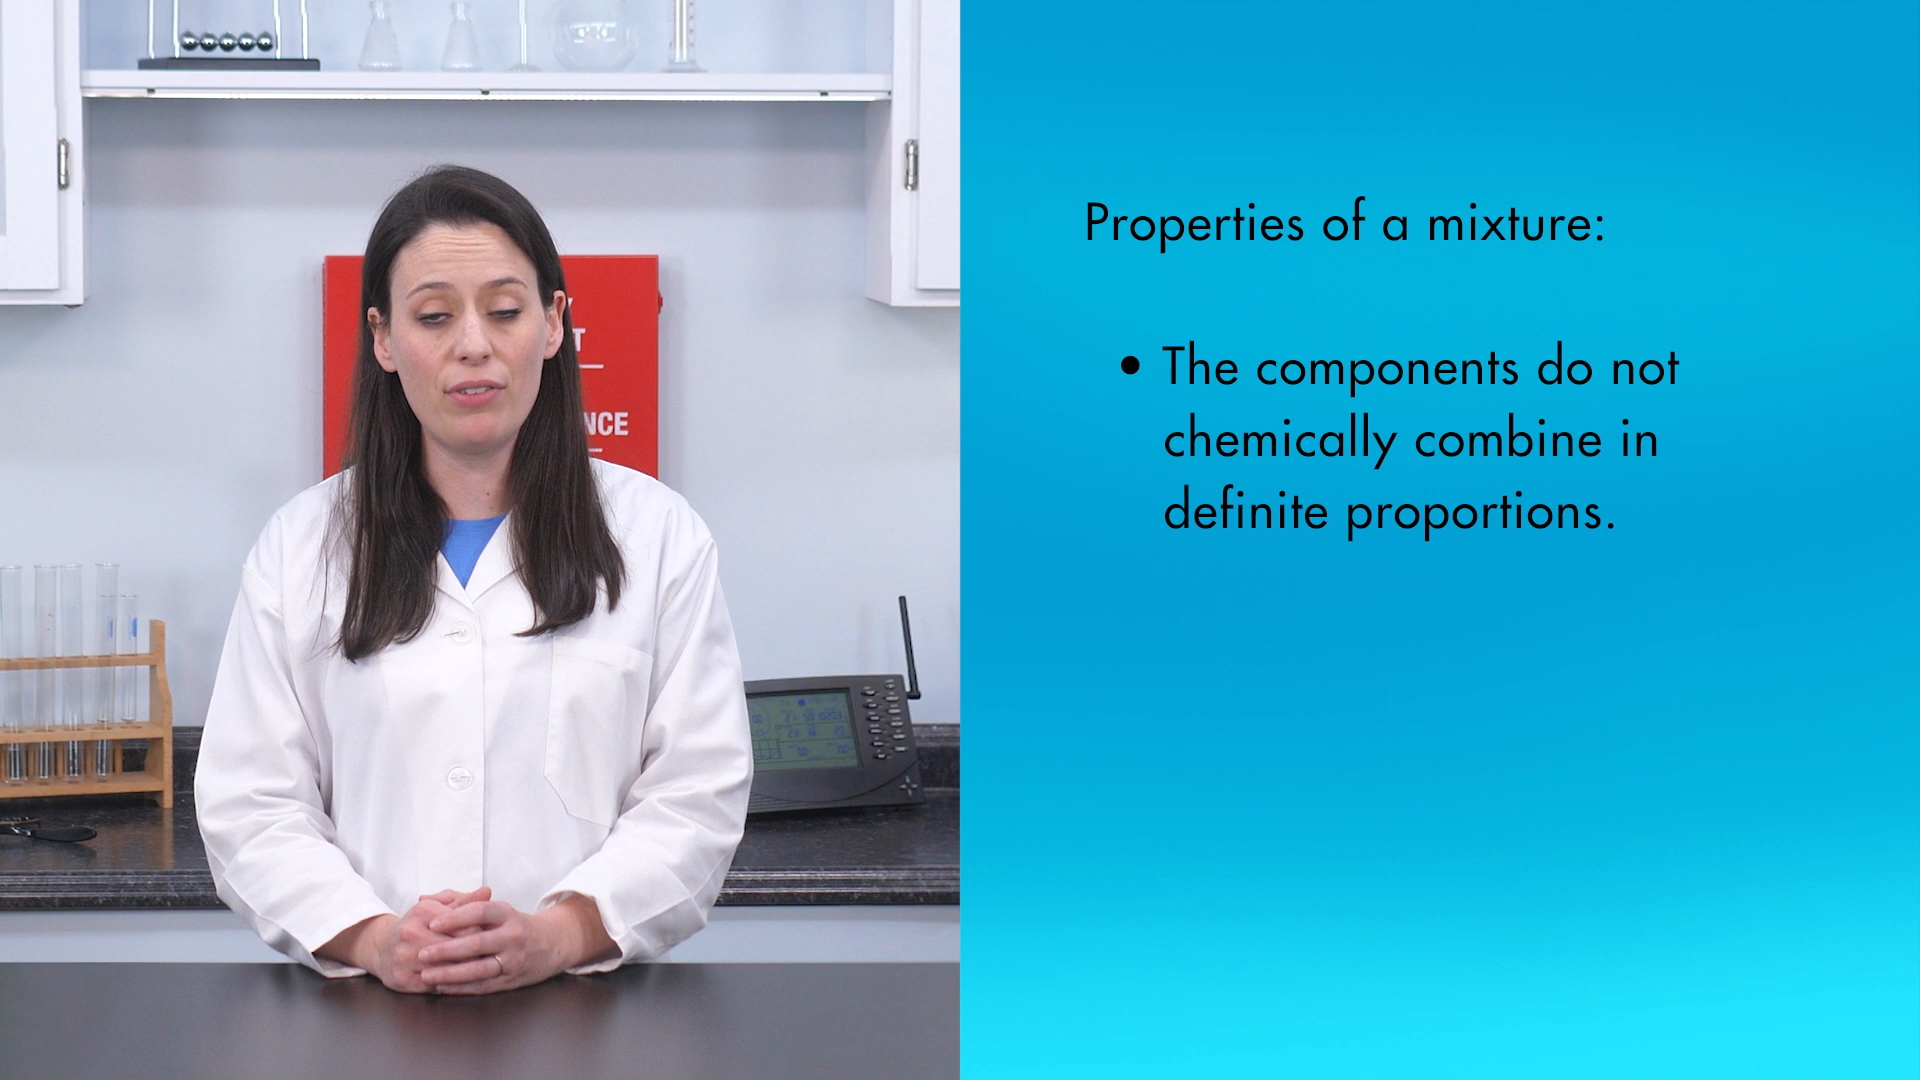 Properties of a mixture:
• The components do not
chemically combine in
definite proportions.